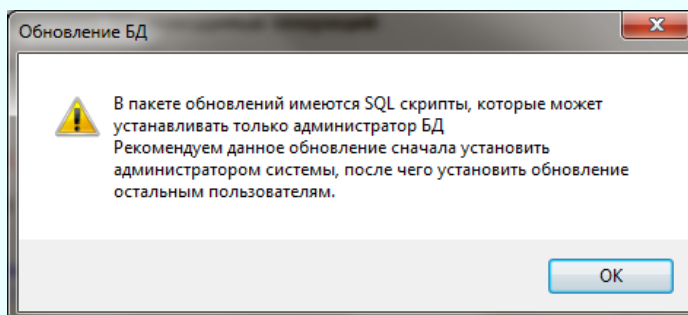 Обновление БД
В пакете обновлений имеются SQL скрипты, которые может
устанавливать только администратор БД
Рекомендуем данное обновление сначала установить
администратором системы, после чего установить обновление
остальным пользователям.
ОК